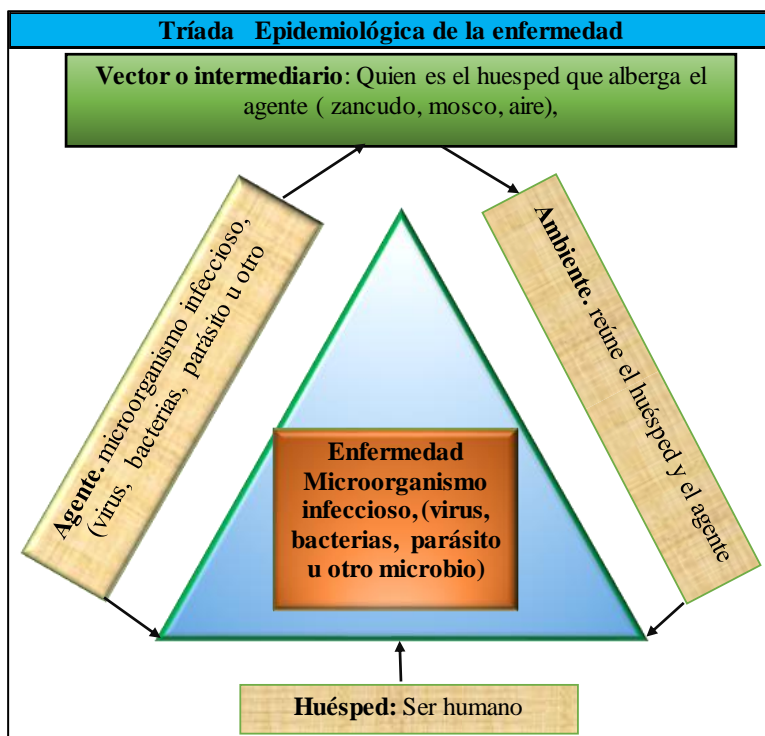 Tríada Epidemiológica de la enfermedad
Vector o intermediario: Quien es el huesped que alberga el
agente ( zancudo, mosco, aire),
Agente. microorganismo infeccioso,
(virus, bacterias, parásito u otro
Ambiente. reúne el huésped y el agente
Enfermedad
Microorganismo
infeccioso, (virus,
bacterias, parásito
u otro microbio)
Huésped: Ser humano